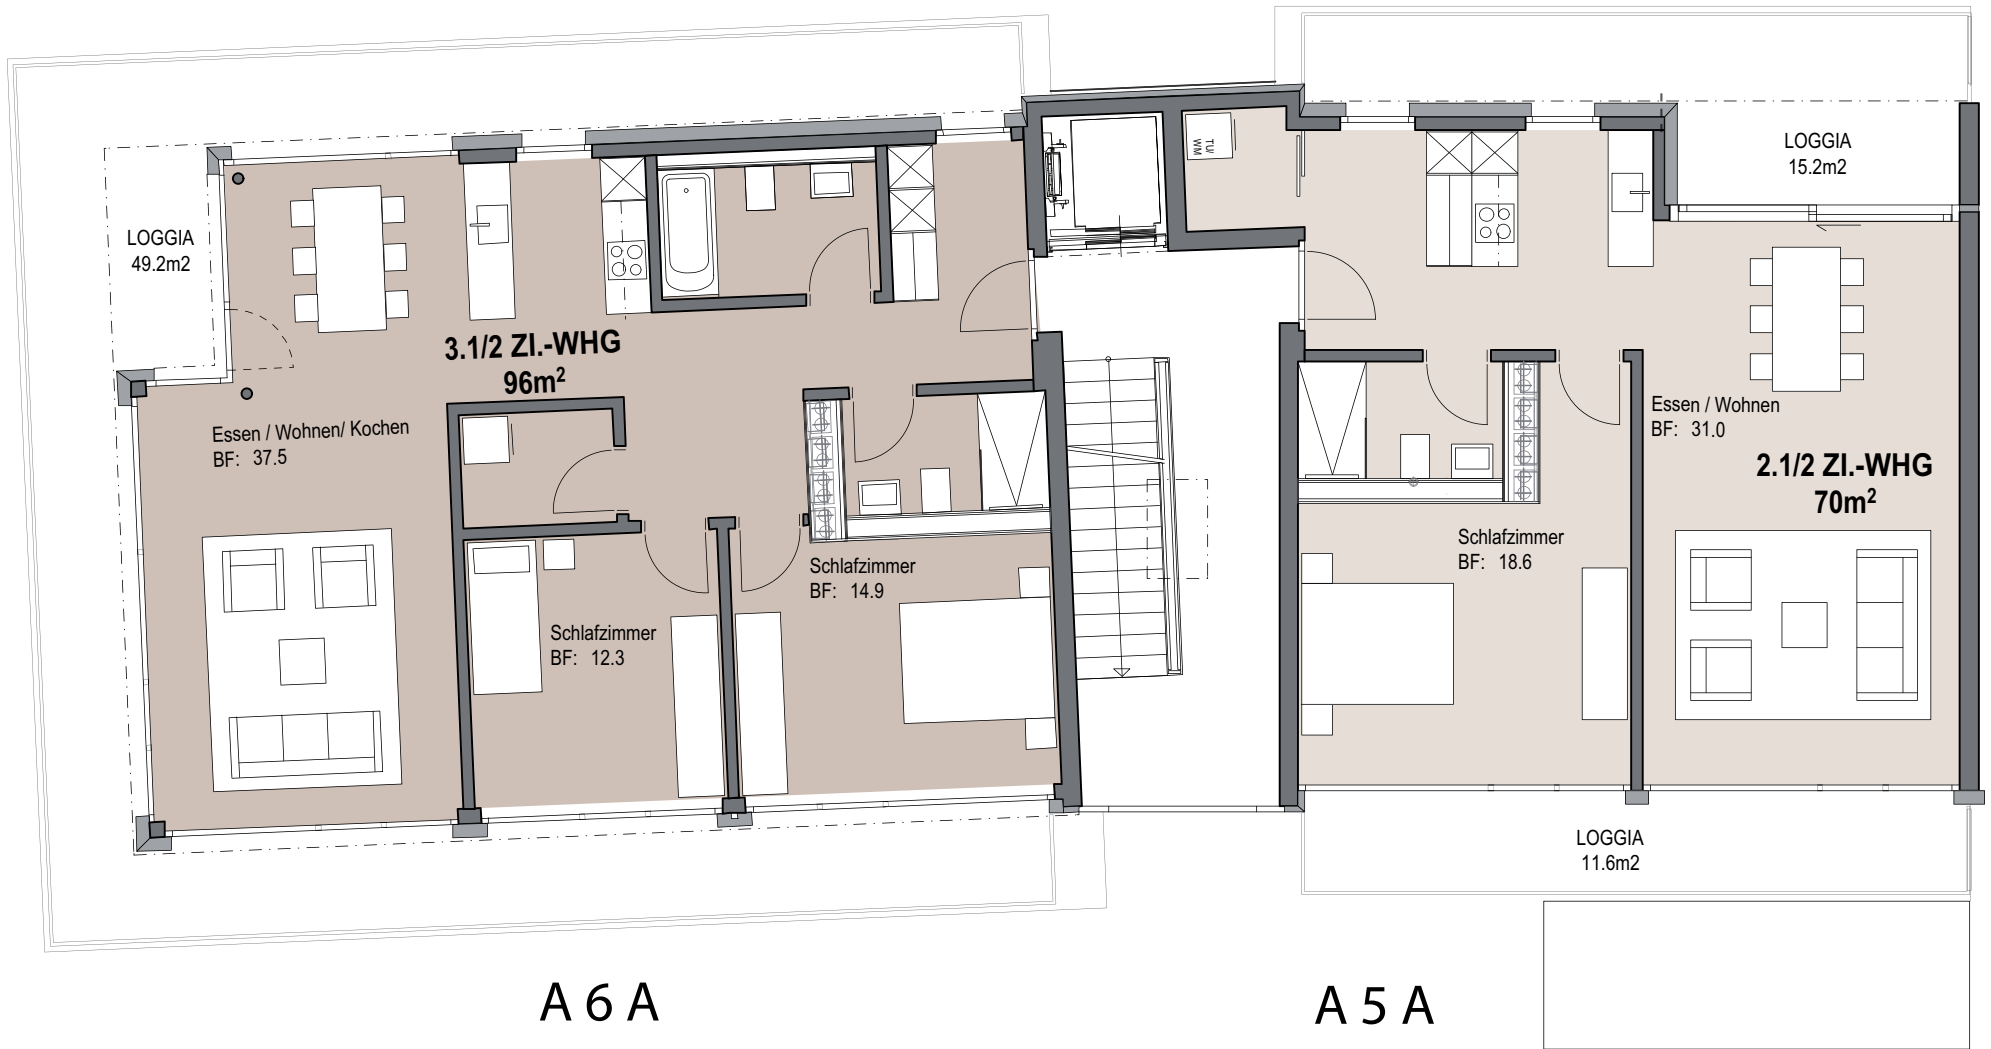 LOGGIA
49.2m2
3.1/2 ZI.-WHG
96m²
Essen / Wohnen/ Kochen
BF: 37.5
Schlafzimmer
BF: 12.3
Schlafzimmer
BF: 14.9
TU/
WM
LOGGIA
15.2m2
Essen / Wohnen
BF: 31.0
2.1/2 ZI.-WHG
70m²
Schlafzimmer
BF: 18.6
LOGGIA
11.6m2
A 6 A
A 5 A